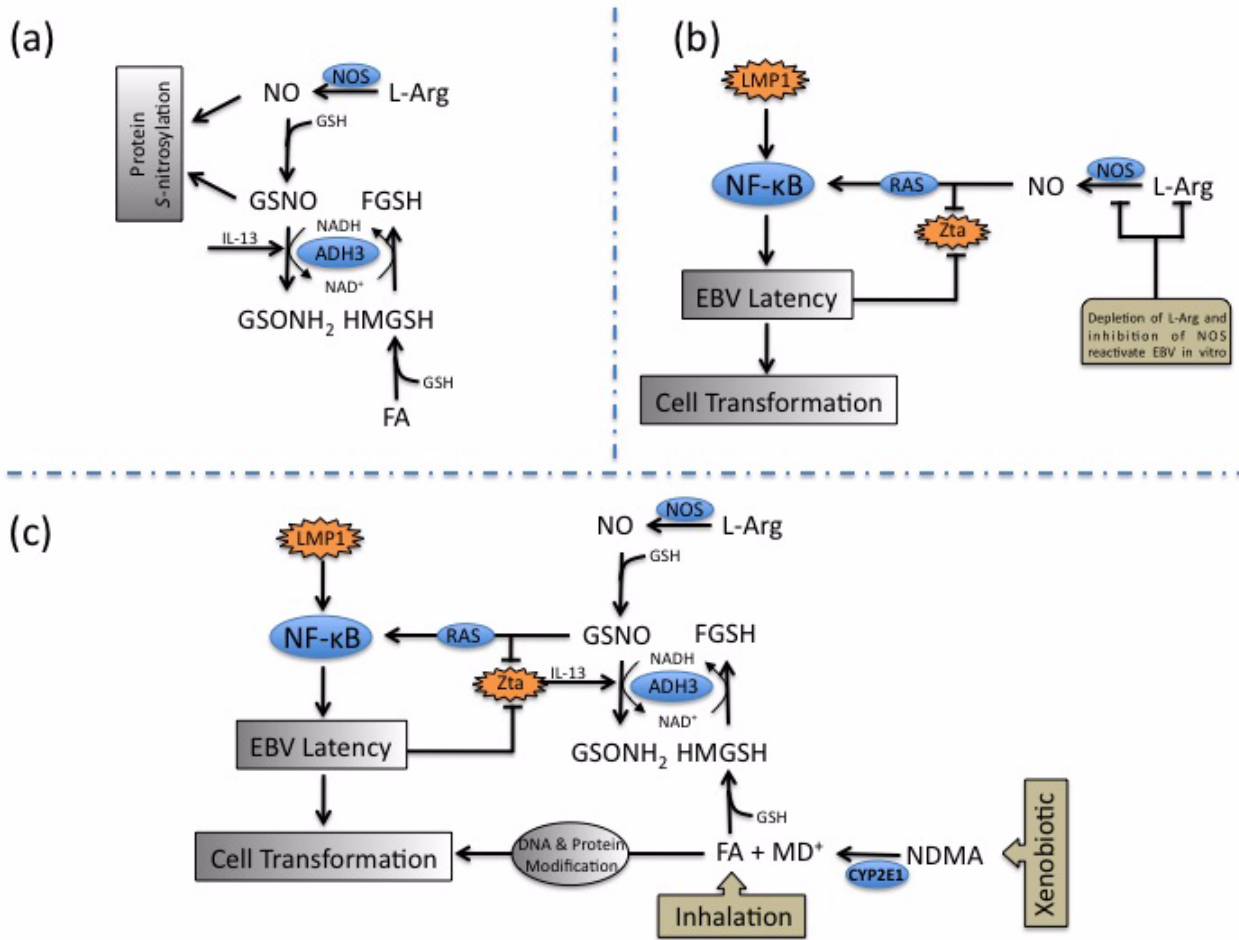 (a)
NOS
NO
L-Arg
GSH
Protein
S-nitrosylation
GSNO
FGSH
NADH
IL-13
ADH3
NAD⁺
GSONH₂ HMGSH
GSH
FA
(b)
LMP1
NF-κB
RAS
NO
NOS
L-Arg
Zta
EBV Latency
Depletion of L-Arg and
inhibition of NOS
reactivate EBV in vitro
Cell Transformation
(c)
NOS
NO
L-Arg
LMP1
GSH
NF-κB
RAS
GSNO
FGSH
NADH
Zta
IL-13
ADH3
NAD⁺
EBV Latency
GSONH₂ HMGSH
GSH
Cell Transformation
DNA & Protein
Modification
FA + MD⁺
NDMA
CYP2E1
Inhalation
Xenobiotic